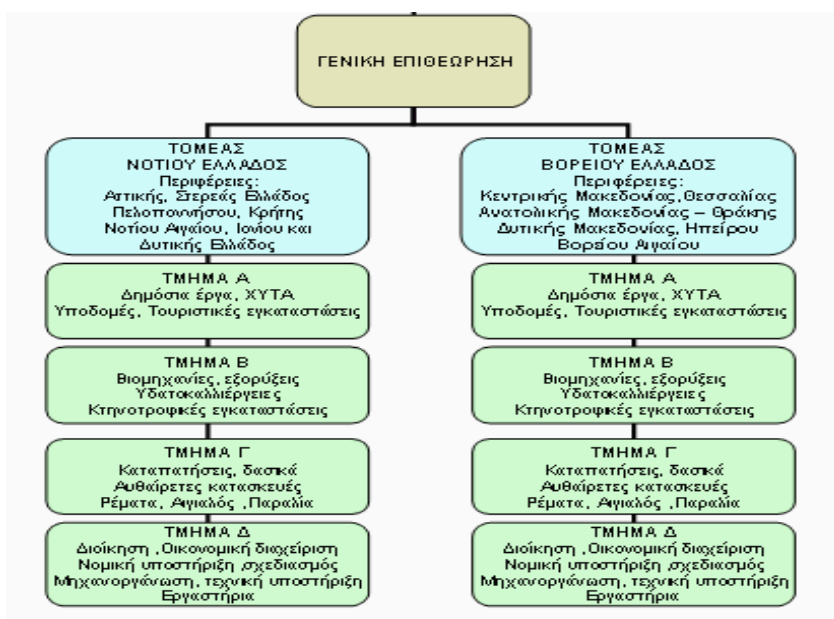 ΓΕΝΙΚΗ ΕΠΙΘΕΩΡΗΣΗ
ΤΟΜΕΑΣ
ΝΟΤΙΟΥ ΕΛΛΑΔΟΣ
Περιφέρειες:
Αττικής, Στερεάς Ελλάδος
Πελοποννήσου, Κρήτης
Νοτίου Αιγαίου, Ιονίου και
Δυτικής Ελλάδος
ΤΜΗΜΑ Α
Δημόσια έργα, ΧΥΤΑ
Υποδομές, Τουριστικές εγκαταστάσεις
ΤΜΗΜΑ Β
Βιομηχανίες, εξορύξεις
Υδατοκαλλιέργειες
Κτηνοτροφικές εγκαταστάσεις
ΤΜΗΜΑ Γ
Καταπατήσεις, δασικά
Αυθαίρετες κατασκευές
Ρέματα, Αιγιαλός ,Παραλία
ΤΜΗΜΑ Δ
Διοίκηση ,Οικονομική διαχείριση
Νομική υποστήριξη ,σχεδιασμός
Μηχανοργάνωση, τεχνική υποστήριξη
Εργαστήρια
ΤΟΜΕΑΣ
ΒΟΡΕΙΟΥ ΕΛΛΑΔΟΣ
Περιφέρειες:
Κεντρικής Μακεδονίας,Θεσσαλίας
Ανατολικής Μακεδονίας – Θράκης
Δυτικής Μακεδονίας, Ηπείρου
Βορείου Αιγαίου
ΤΜΗΜΑ Α
Δημόσια έργα, ΧΥΤΑ
Υποδομές, Τουριστικές εγκαταστάσεις
ΤΜΗΜΑ Β
Βιομηχανίες, εξορύξεις
Υδατοκαλλιέργειες
Κτηνοτροφικές εγκαταστάσεις
ΤΜΗΜΑ Γ
Καταπατήσεις, δασικά
Αυθαίρετες κατασκευές
Ρέματα, Αιγιαλός ,Παραλία
ΤΜΗΜΑ Δ
Διοίκηση ,Οικονομική διαχείριση
Νομική υποστήριξη ,σχεδιασμός
Μηχανοργάνωση, τεχνική υποστήριξη
Εργαστήρια